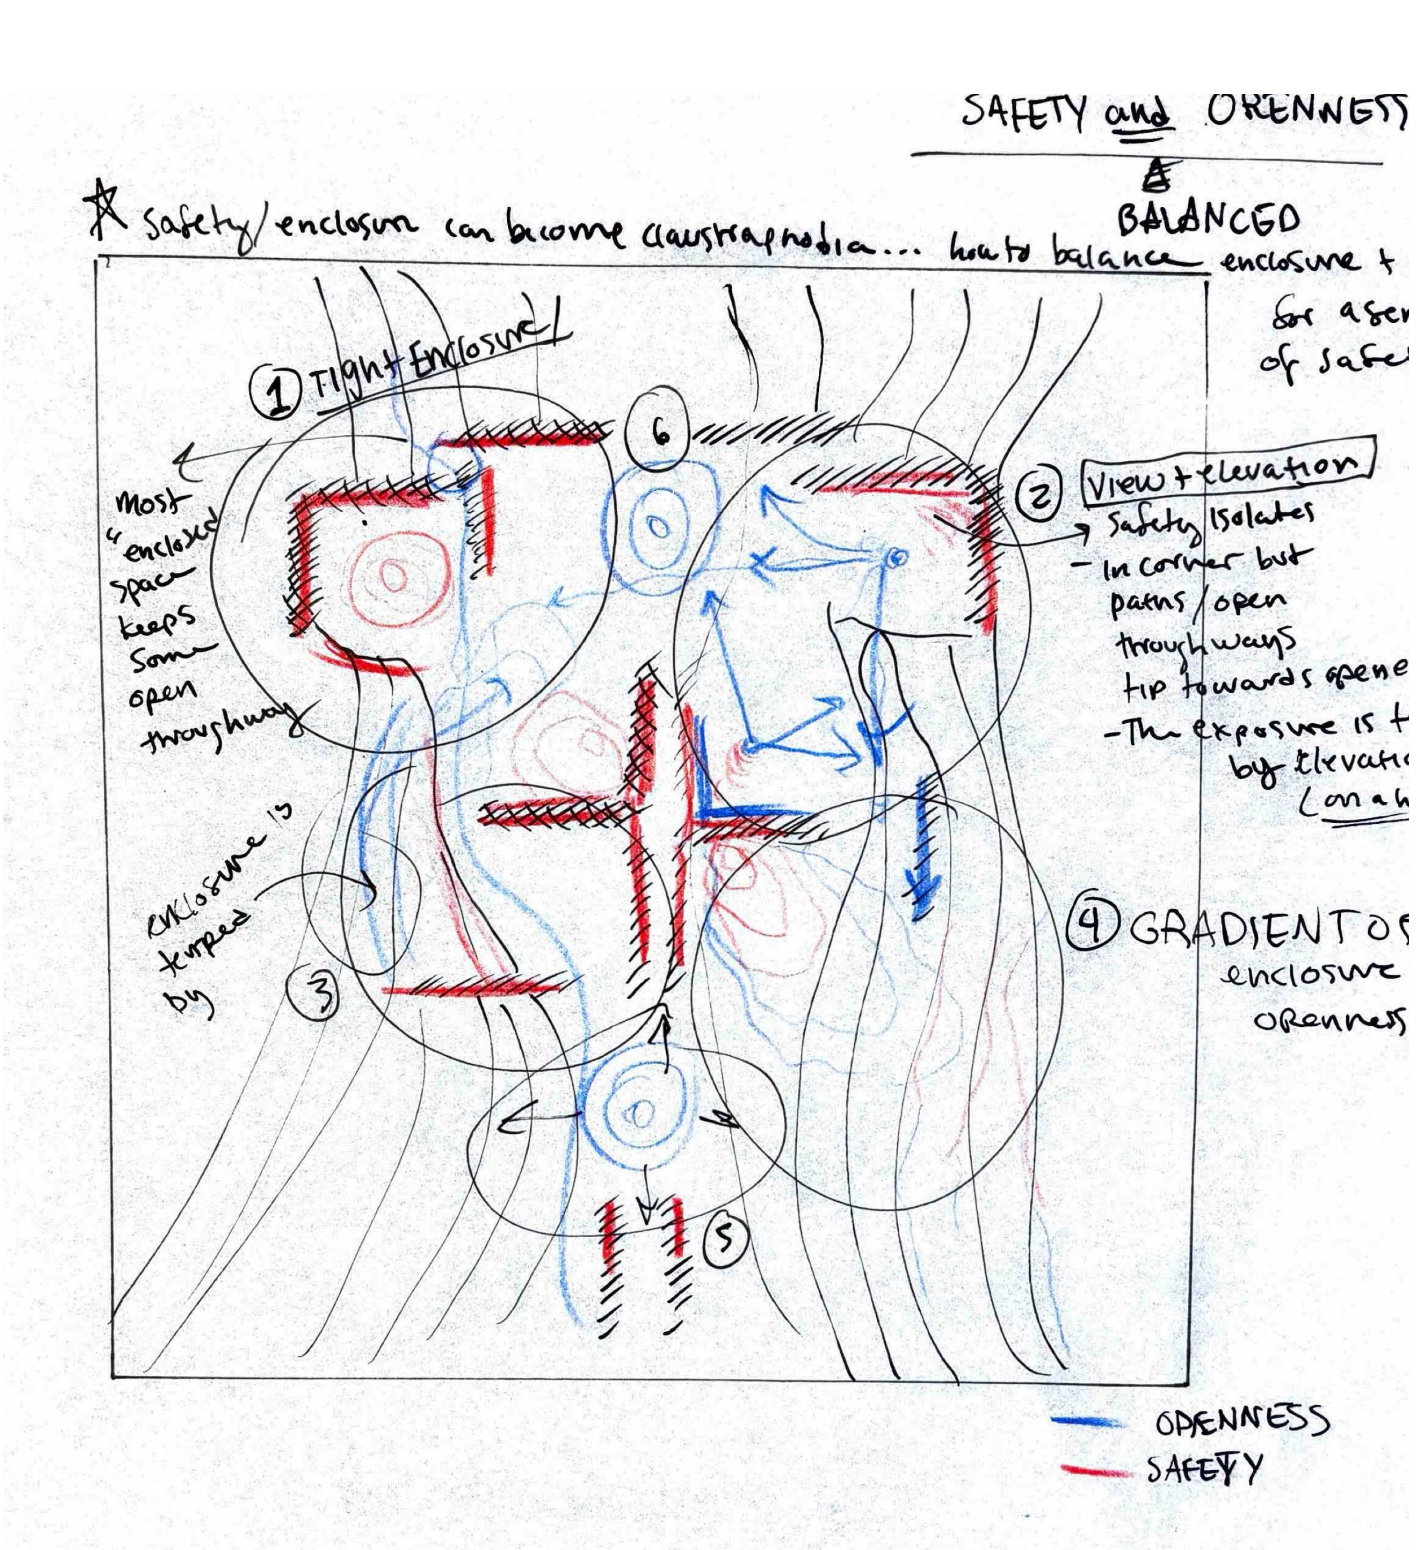 SAFETY and OPENNESS
BALANCED
safety/enclosure can become claustraphobia... how to balance enclosure +
for a sen
of safe
① Tight Enclosure
⑥
most
"enclosed
space
keeps
some
open
throughway
② View + elevation
Safety Isolates
- In corner but
paths/open
throughways
tip towards opene
- The exposure is t
by Elevatio
(on a h
enclosure is
temped
by
③
④ GRADIENT OF
enclosure
openness
⑤
OPENNESS
SAFETY